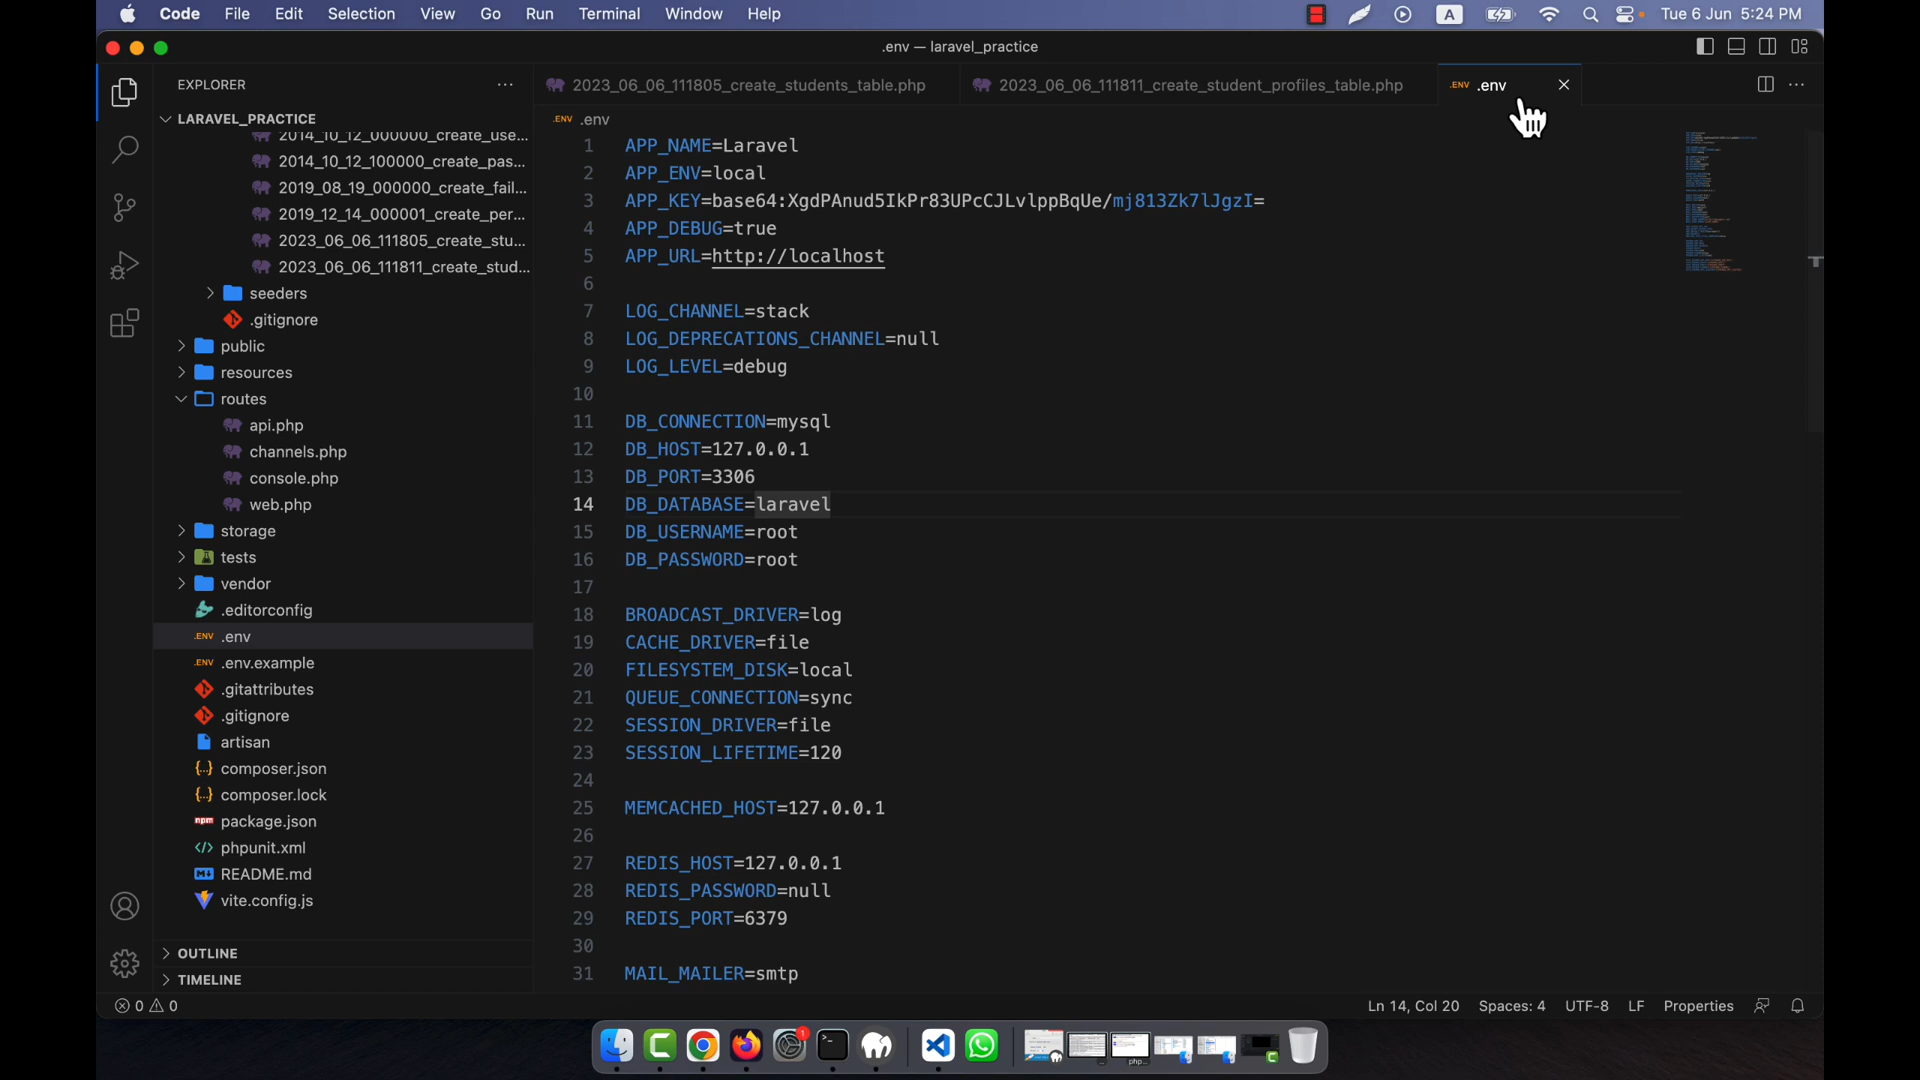 Code File Edit Selection View Go Run Terminal Window Help
A
Tue 6 Jun 5:24 PM
.env — laravel_practice
EXPLORER
2023_06_06_111805_create_students_table.php
2023_06_06_111811_create_student_profiles_table.php
.ENV .env
LARAVEL_PRACTICE
2014_10_12_000000_create_use...
2014_10_12_100000_create_pas...
2019_08_19_000000_create_fail...
2019_12_14_000001_create_per...
2023_06_06_111805_create_stu...
2023_06_06_111811_create_stud...
seeders
.gitignore
public
resources
routes
api.php
channels.php
console.php
web.php
storage
tests
vendor
.editorconfig
.ENV .env
.ENV .env.example
.gitattributes
.gitignore
artisan
{..} composer.json
{..} composer.lock
npm package.json
</> phpunit.xml
README.md
vite.config.js
OUTLINE
TIMELINE
.ENV .env
1 APP_NAME=Laravel
2 APP_ENV=local
3 APP_KEY=base64:XgdPAnud5IkPr83UPcCJLvlppBqUe/mj813Zk7lJgzI=
4 APP_DEBUG=true
5 APP_URL=http://localhost
6
7 LOG_CHANNEL=stack
8 LOG_DEPRECATIONS_CHANNEL=null
9 LOG_LEVEL=debug
10
11 DB_CONNECTION=mysql
12 DB_HOST=127.0.0.1
13 DB_PORT=3306
14 DB_DATABASE=laravel
15 DB_USERNAME=root
16 DB_PASSWORD=root
17
18 BROADCAST_DRIVER=log
19 CACHE_DRIVER=file
20 FILESYSTEM_DISK=local
21 QUEUE_CONNECTION=sync
22 SESSION_DRIVER=file
23 SESSION_LIFETIME=120
24
25 MEMCACHED_HOST=127.0.0.1
26
27 REDIS_HOST=127.0.0.1
28 REDIS_PASSWORD=null
29 REDIS_PORT=6379
30
31 MAIL_MAILER=smtp
0 0
Ln 14, Col 20 Spaces: 4 UTF-8 LF Properties
1
php...